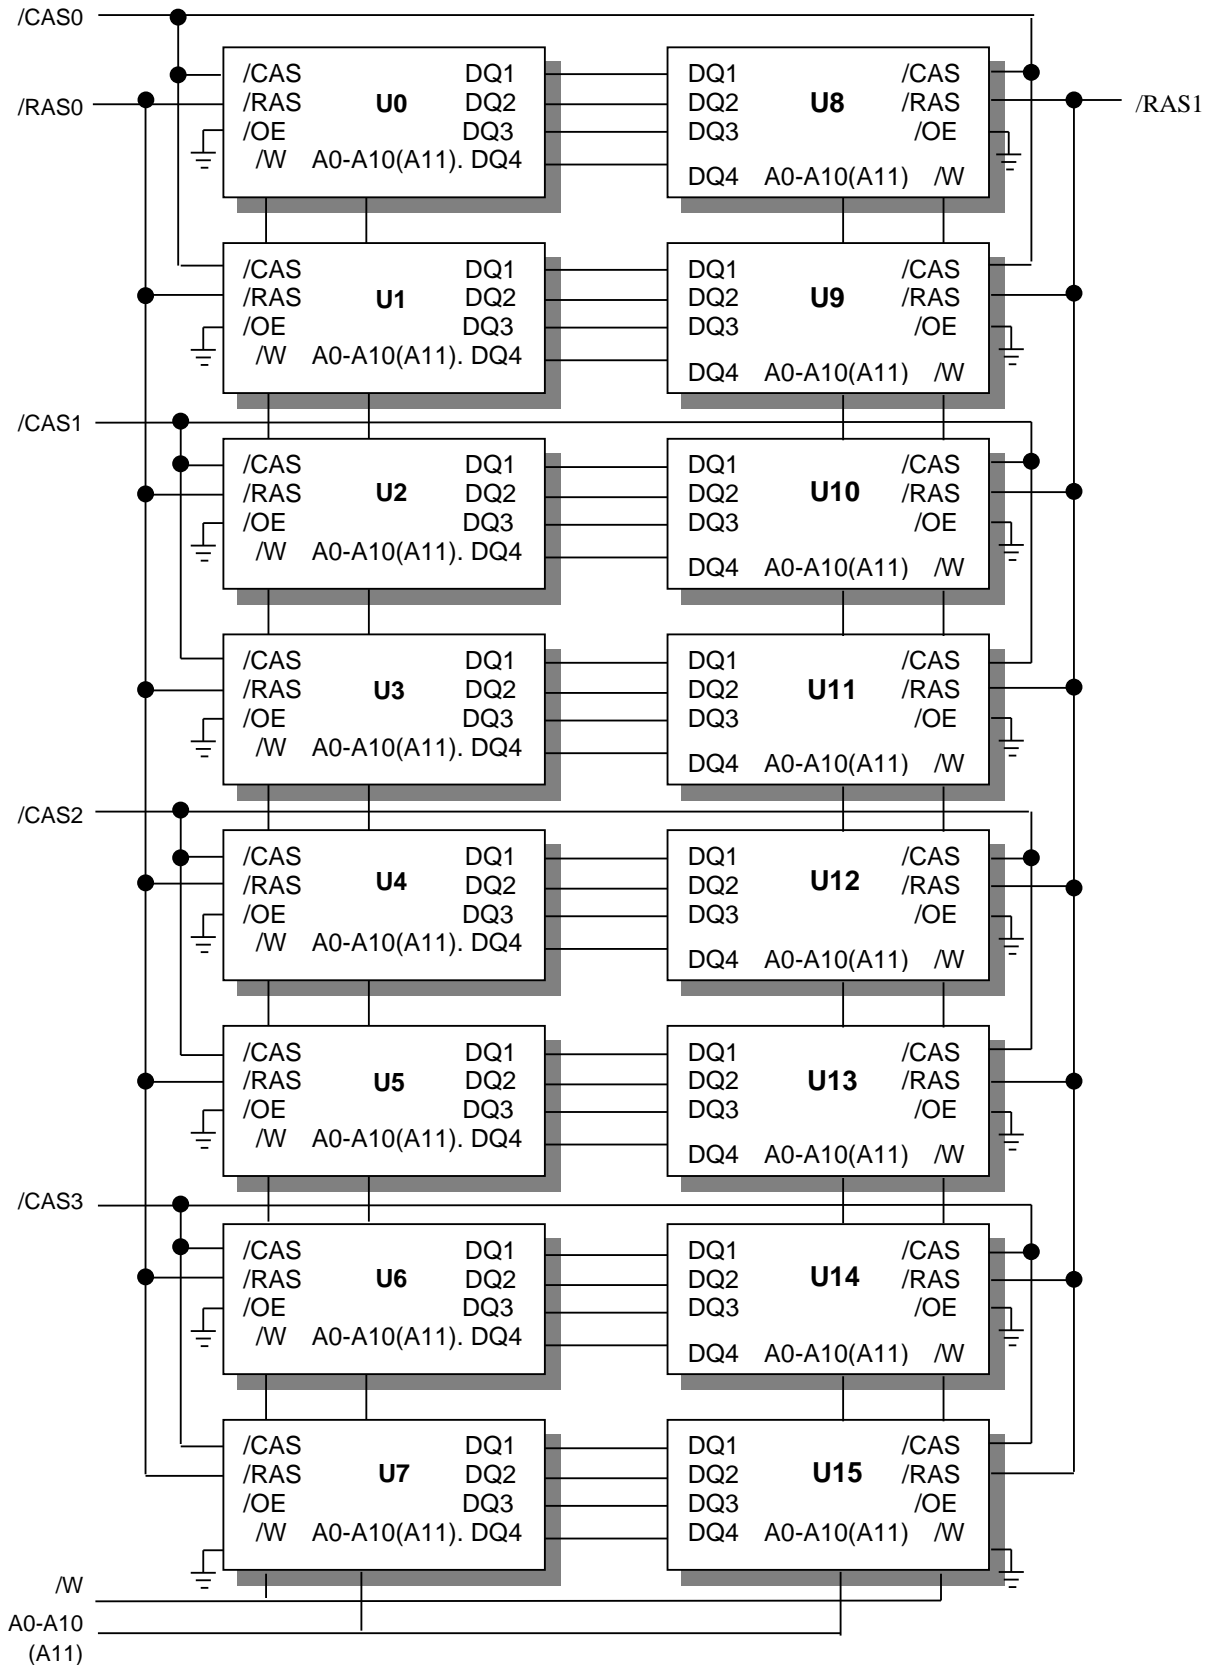 /CAS0
/CAS DQ1 DQ1 /CAS
/RAS0 /RAS U0 DQ2 DQ2 U8 /RAS /RAS1
/OE DQ3 DQ3 /OE
/W A0-A10(A11). DQ4
DQ4 A0-A10(A11) /W
/CAS DQ1 DQ1 /CAS
/RAS U1 DQ2 DQ2 U9 /RAS
/OE DQ3 DQ3 /OE
/W A0-A10(A11). DQ4
DQ4 A0-A10(A11) /W
/CAS1
/CAS DQ1 DQ1 /CAS
/RAS U2 DQ2 DQ2 U10 /RAS
/OE DQ3 DQ3 /OE
/W A0-A10(A11). DQ4
DQ4 A0-A10(A11) /W
/CAS DQ1 DQ1 /CAS
/RAS U3 DQ2 DQ2 U11 /RAS
/OE DQ3 DQ3 /OE
/W A0-A10(A11). DQ4
DQ4 A0-A10(A11) /W
/CAS2
/CAS DQ1 DQ1 /CAS
/RAS U4 DQ2 DQ2 U12 /RAS
/OE DQ3 DQ3 /OE
/W A0-A10(A11). DQ4
DQ4 A0-A10(A11) /W
/CAS DQ1 DQ1 /CAS
/RAS U5 DQ2 DQ2 U13 /RAS
/OE DQ3 DQ3 /OE
/W A0-A10(A11). DQ4
DQ4 A0-A10(A11) /W
/CAS3
/CAS DQ1 DQ1 /CAS
/RAS U6 DQ2 DQ2 U14 /RAS
/OE DQ3 DQ3 /OE
/W A0-A10(A11). DQ4
DQ4 A0-A10(A11) /W
/CAS DQ1 DQ1 /CAS
/RAS U7 DQ2 DQ2 U15 /RAS
/OE DQ3 DQ3 /OE
/W A0-A10(A11). DQ4 DQ4 A0-A10(A11) /W
/W
A0-A10
(A11)